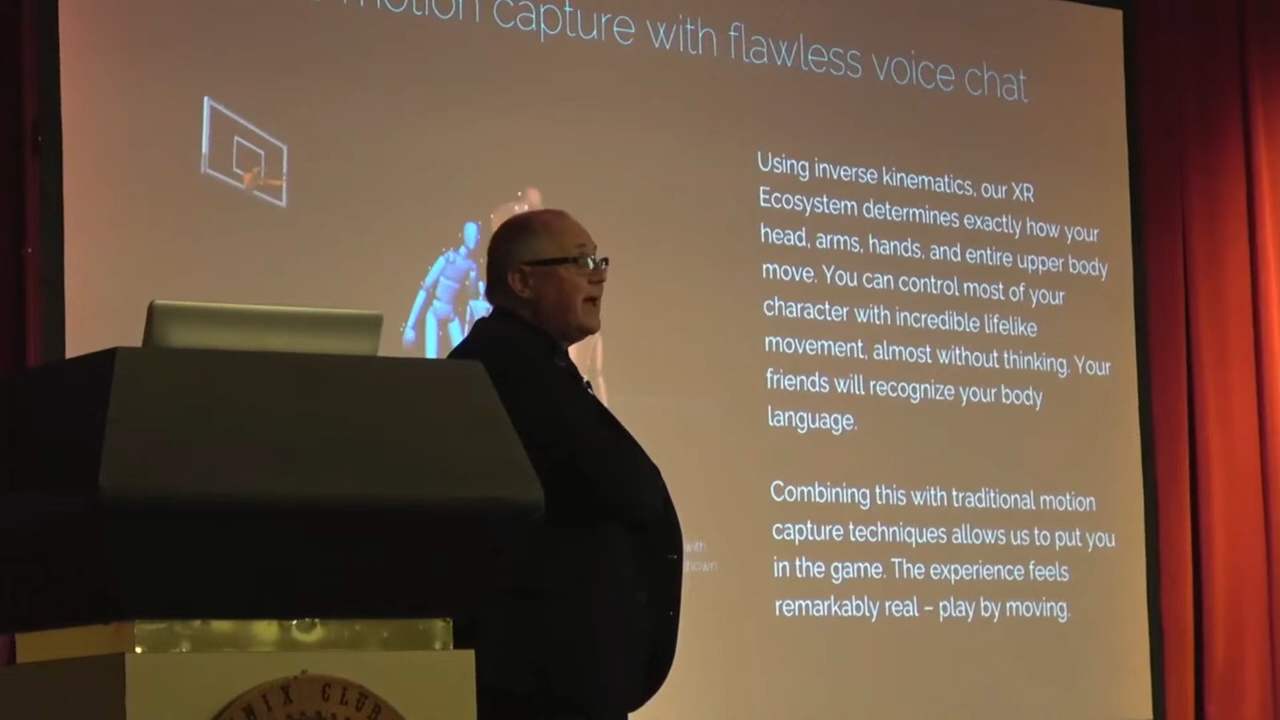 motion capture with flawless voice chat
Using inverse kinematics, our XR
Ecosystem determines exactly how your
head, arms, hands, and entire upper body
move. You can control most of your
character with incredible lifelike
movement, almost without thinking. Your
friends will recognize your body
language.
Combining this with traditional motion
capture techniques allows us to put you
in the game. The experience feels
remarkably real – play by moving.
with
CLUB